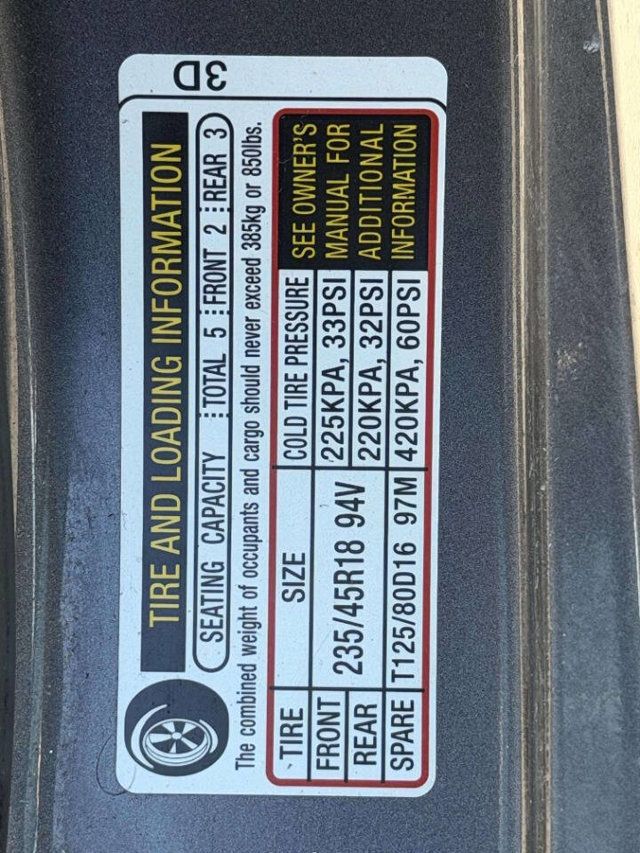 3D
TIRE AND LOADING INFORMATION
SEATING CAPACITY TOTAL 5 FRONT 2 REAR 3
The combined weight of occupants and cargo should never exceed 385kg or 850lbs.
TIRE SIZE COLD TIRE PRESSURE
FRONT 235/45R18 94V 225KPA, 33PSI
REAR 220KPA, 32PSI
SPARE T125/80D16 97M 420KPA, 60PSI
SEE OWNER'S
MANUAL FOR
ADDITIONAL
INFORMATION